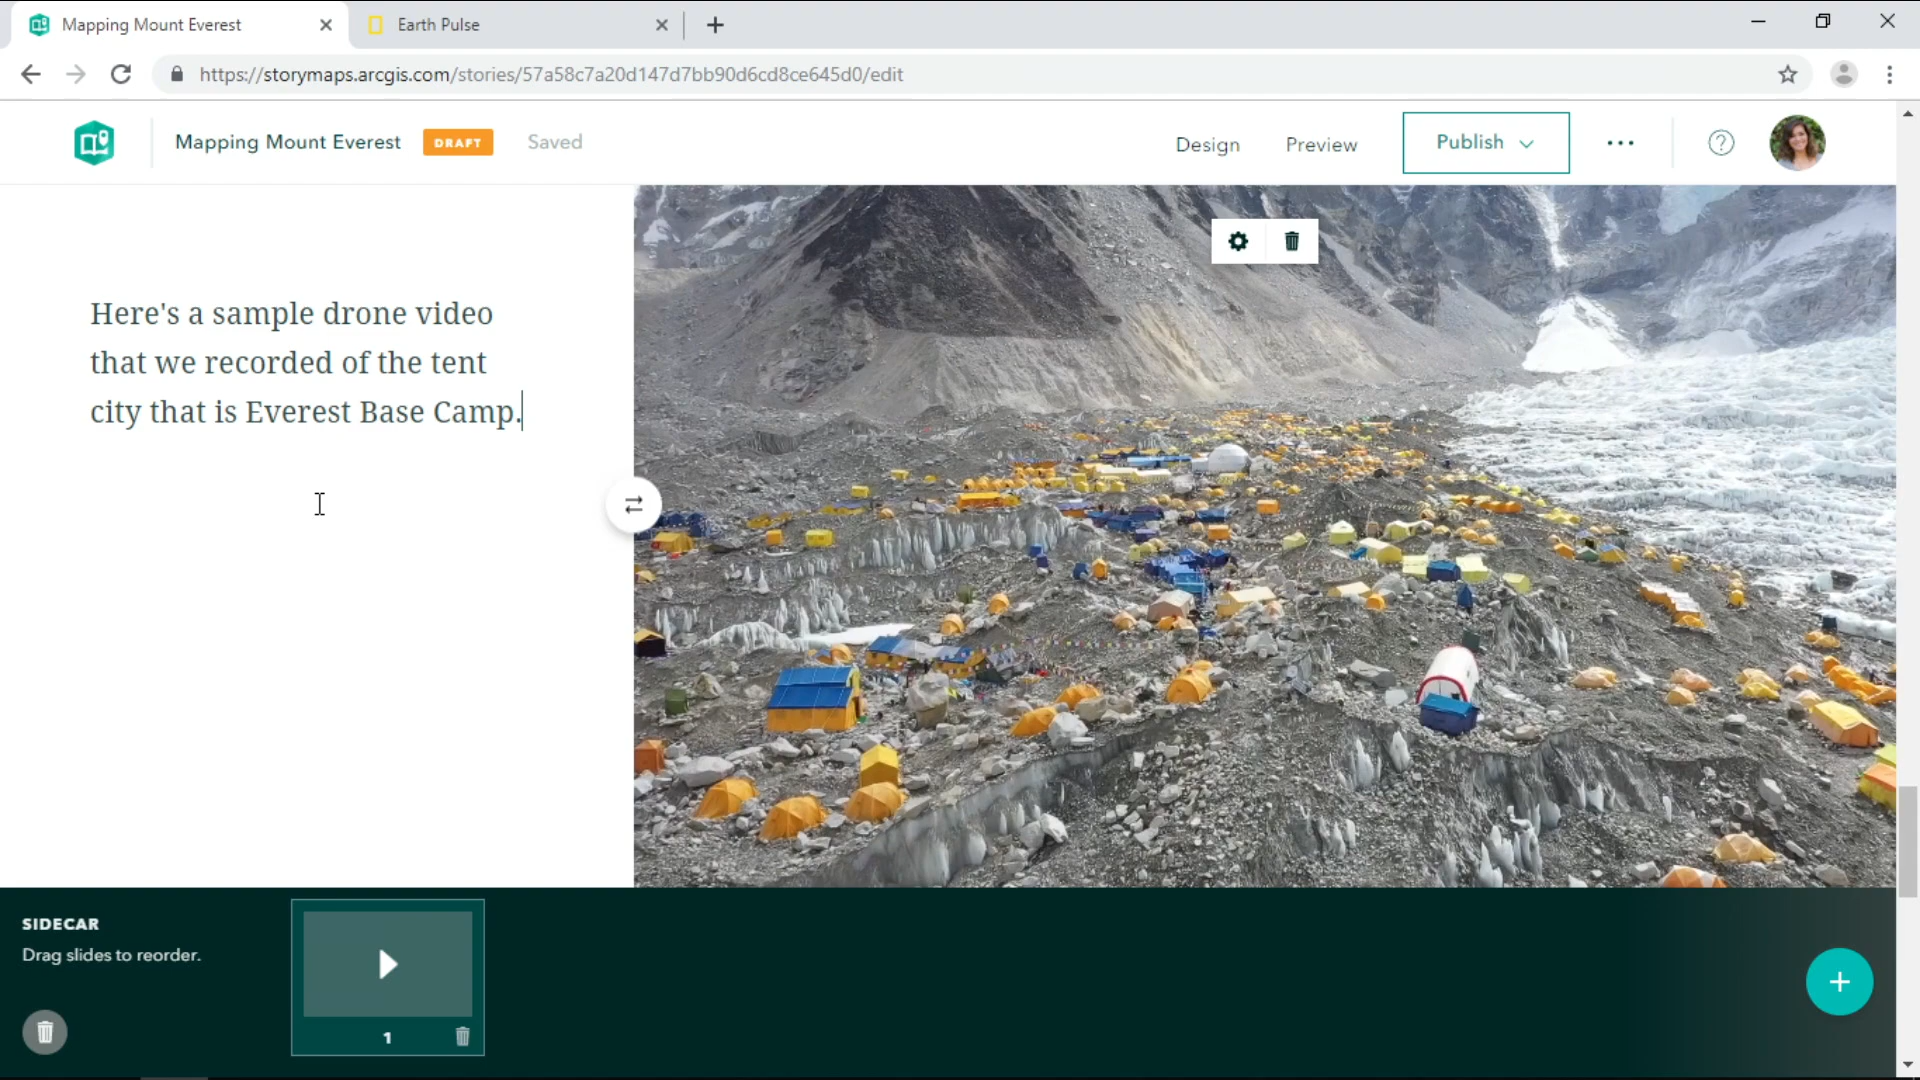 Mapping Mount Everest
Earth Pulse
https://storymaps.arcgis.com/stories/57a58c7a20d147d7bb90d6cd8ce645d0/edit
Mapping Mount Everest DRAFT Saved Design Preview Publish ?
Here's a sample drone video
that we recorded of the tent
city that is Everest Base Camp.
SIDECAR
Drag slides to reorder.
1